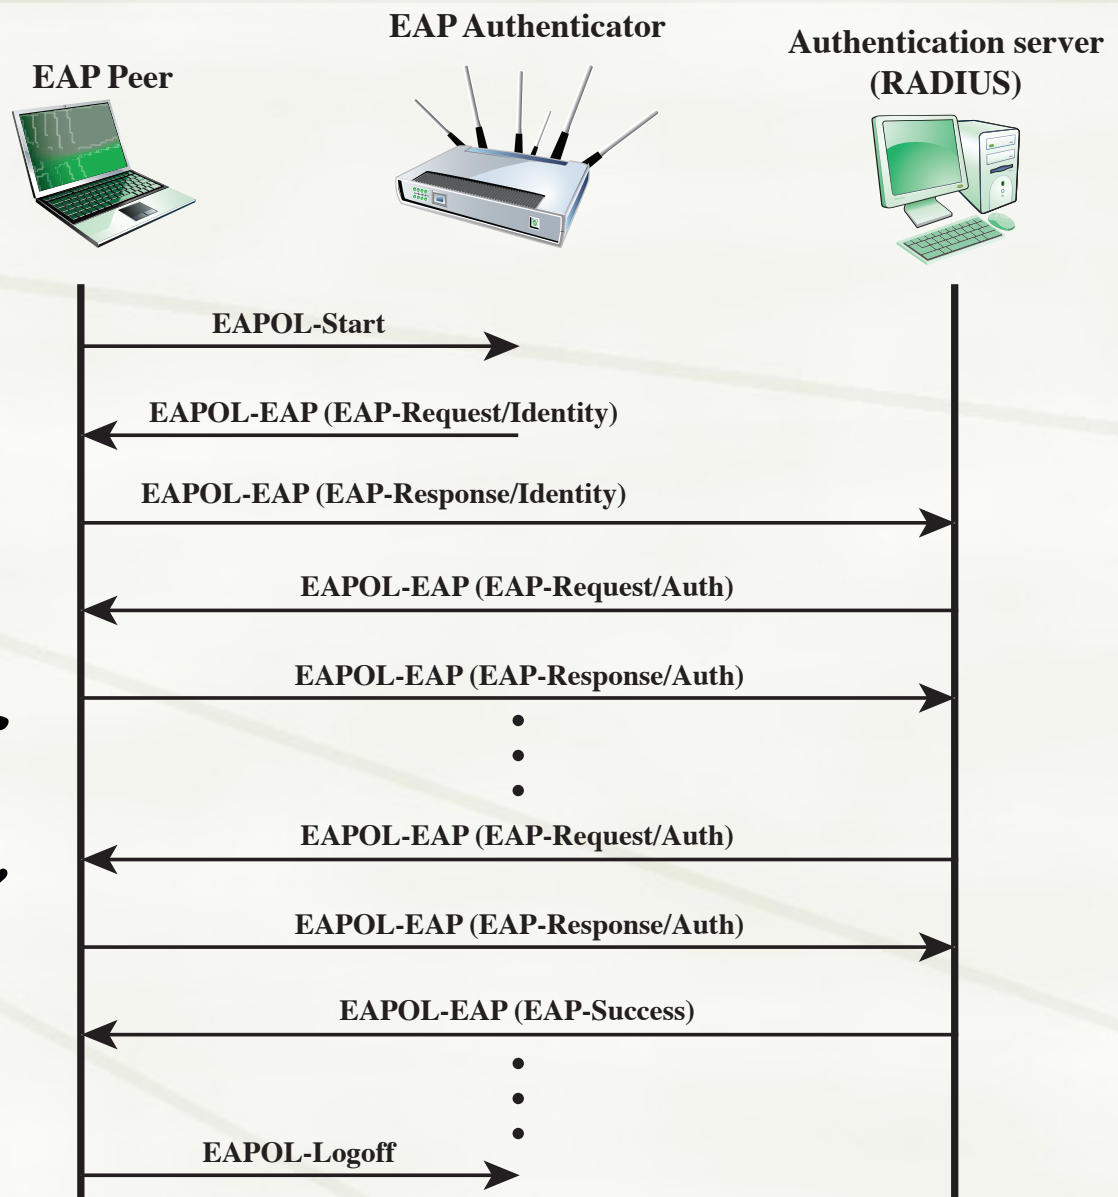 EAP Peer
EAP Authenticator
Authentication server
(RADIUS)
EAPOL-Start
EAPOL-EAP (EAP-Request/Identity)
EAPOL-EAP (EAP-Response/Identity)
EAPOL-EAP (EAP-Request/Auth)
EAPOL-EAP (EAP-Response/Auth)
EAPOL-EAP (EAP-Request/Auth)
EAPOL-EAP (EAP-Response/Auth)
EAPOL-EAP (EAP-Success)
EAPOL-Logoff